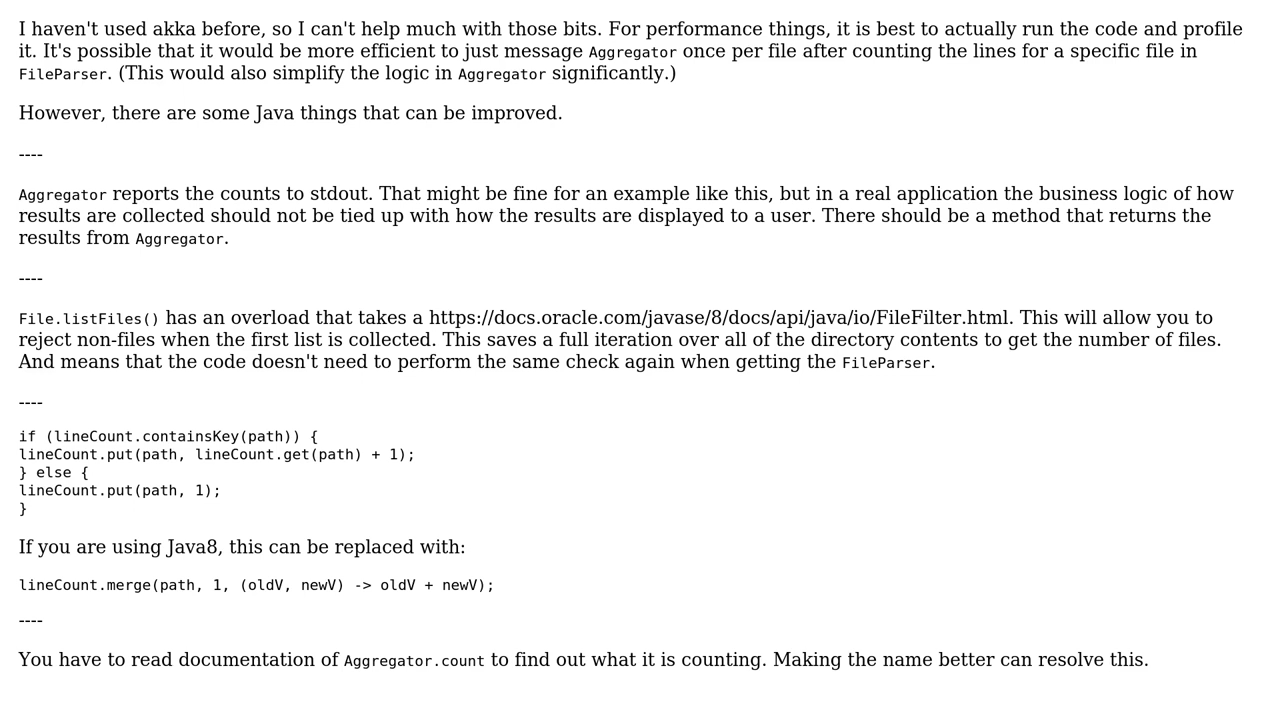 I haven't used akka before, so I can't help much with those bits. For performance things, it is best to actually run the code and profile
it. It's possible that it would be more efficient to just message Aggregator once per file after counting the lines for a specific file in
FileParser. (This would also simplify the logic in Aggregator significantly.)
However, there are some Java things that can be improved.
----
Aggregator reports the counts to stdout. That might be fine for an example like this, but in a real application the business logic of how
results are collected should not be tied up with how the results are displayed to a user. There should be a method that returns the
results from Aggregator.
----
File.listFiles() has an overload that takes a https://docs.oracle.com/javase/8/docs/api/java/io/FileFilter.html. This will allow you to
reject non-files when the first list is collected. This saves a full iteration over all of the directory contents to get the number of files.
And means that the code doesn't need to perform the same check again when getting the FileParser.
----
if (lineCount.containsKey(path)) {
lineCount.put(path, lineCount.get(path) + 1);
} else {
lineCount.put(path, 1);
}
If you are using Java8, this can be replaced with:
lineCount.merge(path, 1, (oldV, newV) -> oldV + newV);
----
You have to read documentation of Aggregator.count to find out what it is counting. Making the name better can resolve this.